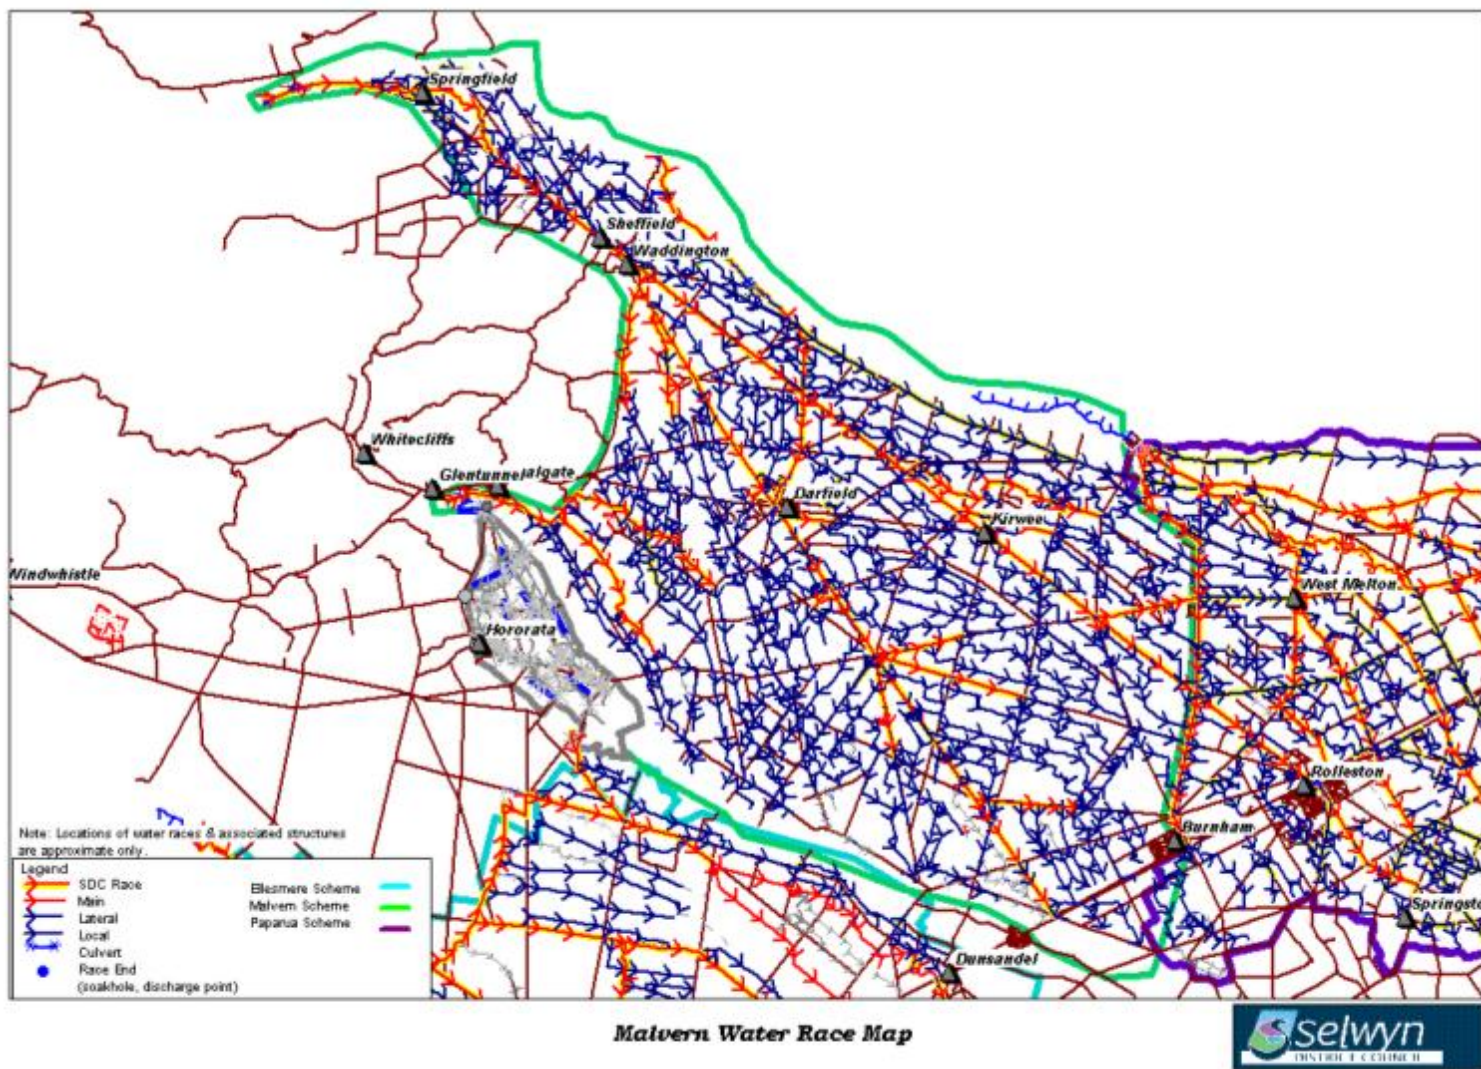 Springfield
Sheffield
Waddington
Whitecliffs
Glentunnel
algate
Darfield
Kirwee
Windwhistle
West Melton
Hororata
Rolleston
Burnham
Springsto
Dunsandel
Note: Locations of water races & associated structures
are approximate only.
Legend
SDC Race
Main
Lateral
Local
Culvert
Race End
(soakhole, discharge point)
Ellesmere Scheme
Malvern Scheme
Paparua Scheme
Malvern Water Race Map
selwyn
DISTRICT COUNCIL